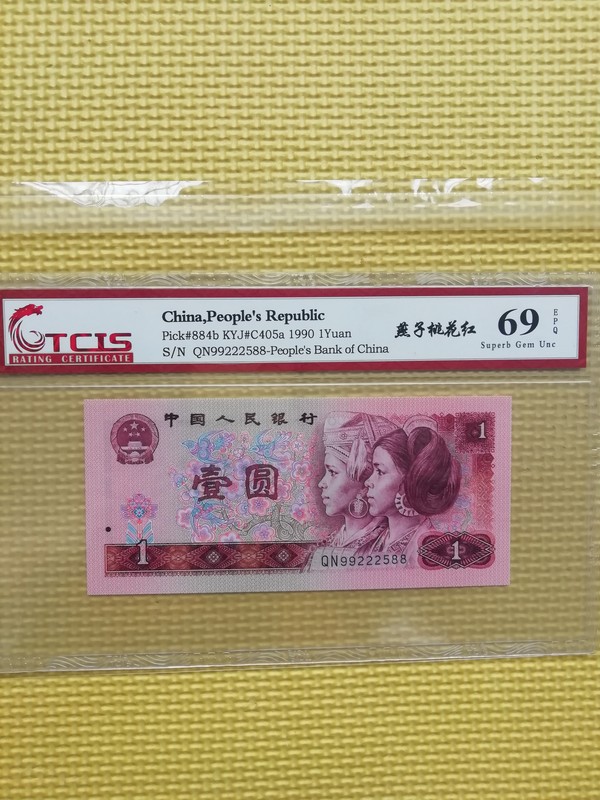 TCIS
RATING CERTIFICATE
China,People's Republic
Pick#884b KYJ#C405a 1990 1Yuan
S/N QN99222588-People's Bank of China
燕子桃花红
69
EPQ
Superb Gem Unc
中国人民银行
1
壹圆
1
QN99222588
1